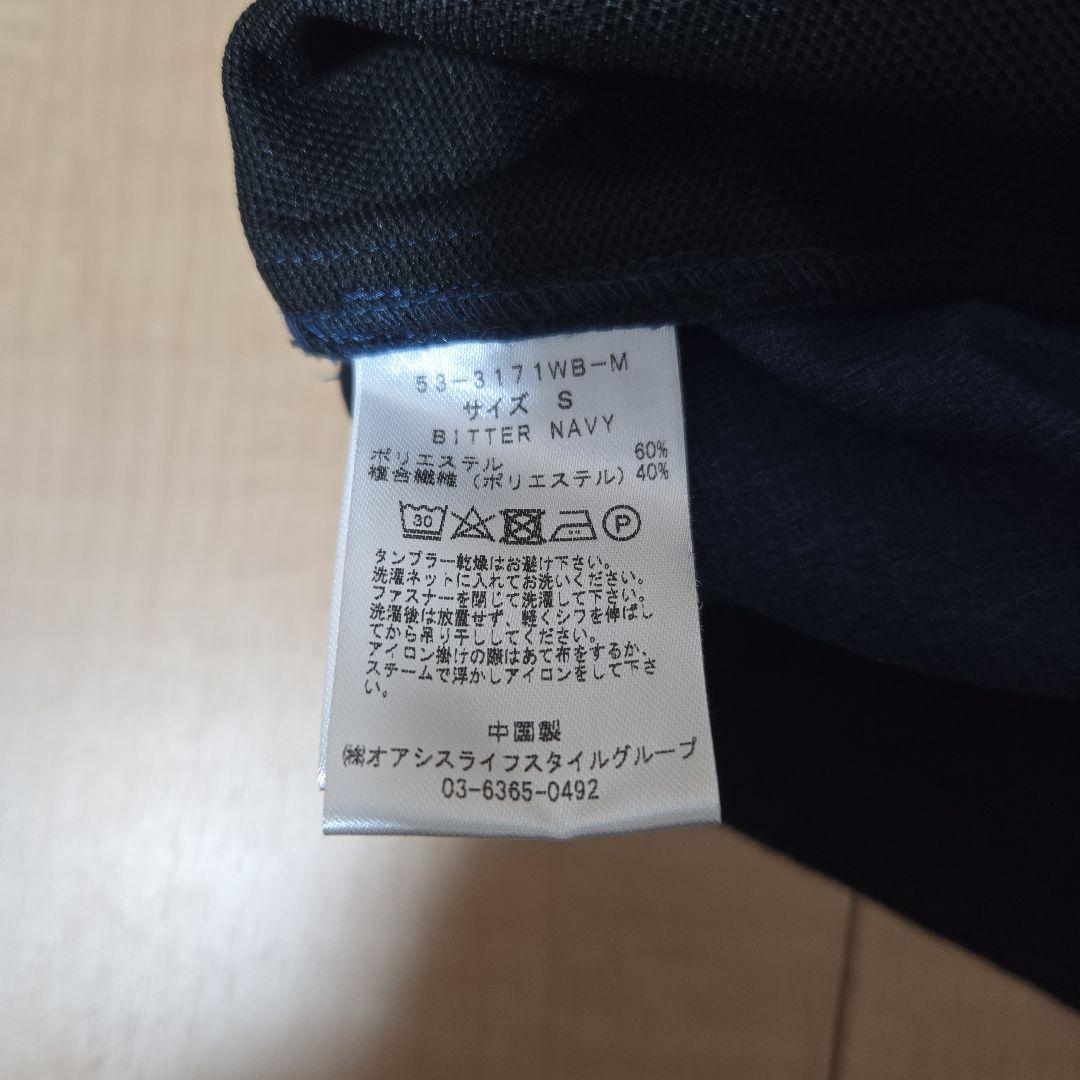 53-3171WB-M
サイズ S
BITTER NAVY
ポリエステル 60%
複合繊維(ポリエステル)40%
30 P
タンブラー乾燥はお避け下さい。
洗濯ネットに入れてお洗いください。
ファスナーを閉じて洗濯して下さい。
洗濯後は放置せず、軽くシワを伸ばし
てから吊り干ししてください。
アイロン掛けの際はあて布をするか、
スチームで浮かしアイロンをして下さ
い。
中国製
㈱オアシスライフスタイルグループ
03-6365-0492